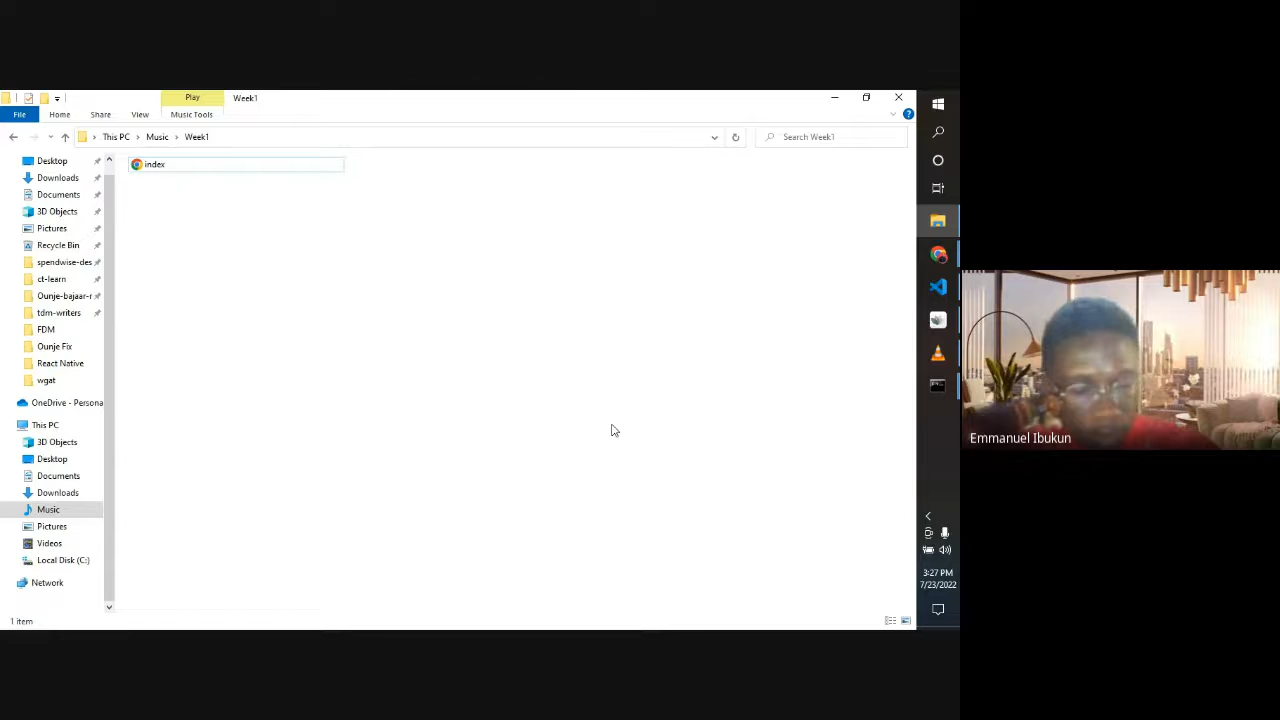 Play
Week1
File
Home
Share
View
Music Tools
This PC
Music
Week1
Search Week1
Desktop
Downloads
Documents
3D Objects
Pictures
Recycle Bin
spendwise-des
ct-learn
Ounje-bajaar-r
tdm-writers
FDM
Ounje Fix
React Native
wgat
OneDrive - Persona
This PC
3D Objects
Desktop
Documents
Downloads
Music
Pictures
Videos
Local Disk (C:)
Network
index
1 item
3:27 PM
7/23/2022
Emmanuel Ibukun